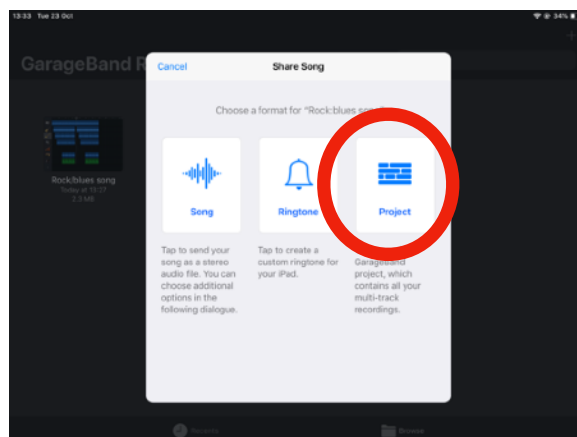 13:33 Tue 23 Oct
34%
GarageBand R
Cancel
Share Song
Choose a format for "Rock:blues so
Rock:blues song
Today at
2.3 MB
Song
Ringtone
Project
Tap to send your
song as a stereo
audio file. You can
choose additional
options in the
following dialogue.
Tap to create a
custom ringtone for
your iPad.
GarageBand
project, which
contains all your
multi-track
recordings.
Recents
Browse